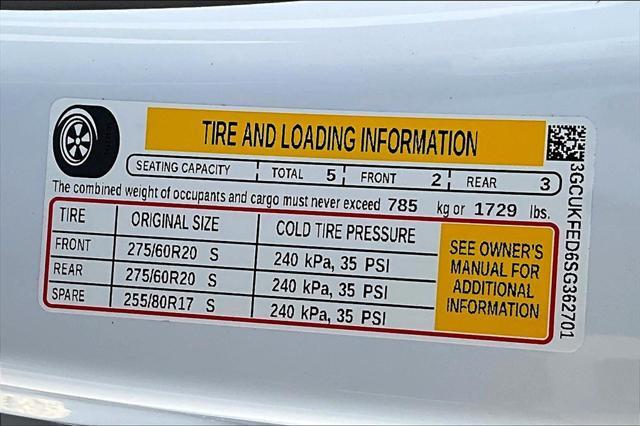 TIRE AND LOADING INFORMATION
SEATING CAPACITY TOTAL 5 FRONT 2 REAR 3
The combined weight of occupants and cargo must never exceed 785 kg or 1729 lbs.
TIRE ORIGINAL SIZE COLD TIRE PRESSURE
FRONT 275/60R20 S 240 kPa, 35 PSI
REAR 275/60R20 S 240 kPa, 35 PSI
SPARE 255/80R17 S 240 kPa, 35 PSI
SEE OWNER'S
MANUAL FOR
ADDITIONAL
INFORMATION
3GCUKFED6SG362701